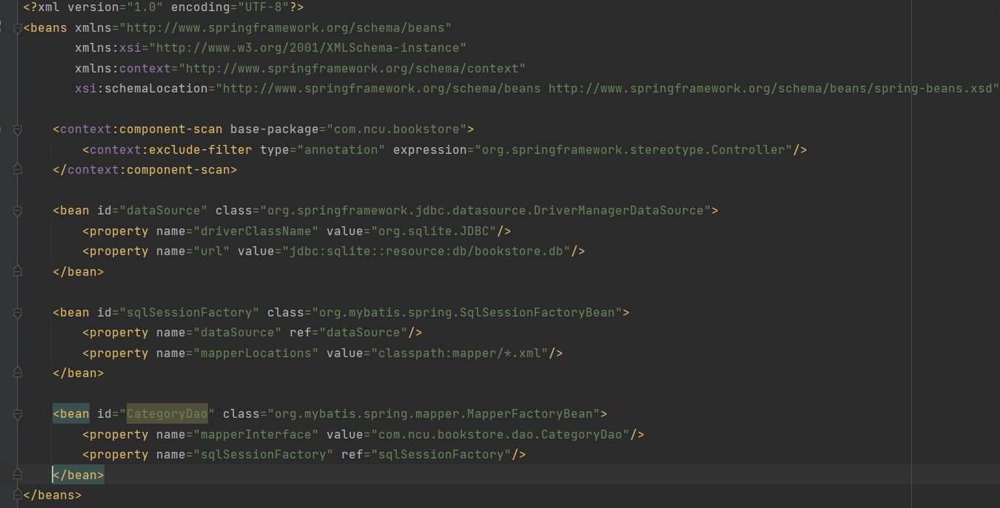 <?xml version="1.0" encoding="UTF-8"?>
<beans xmlns="http://www.springframework.org/schema/beans"
       xmlns:xsi="http://www.w3.org/2001/XMLSchema-instance"
       xmlns:context="http://www.springframework.org/schema/context"
       xsi:schemaLocation="http://www.springframework.org/schema/beans http://www.springframework.org/schema/beans/spring-beans.xsd"

    <context:component-scan base-package="com.ncu.bookstore">
        <context:exclude-filter type="annotation" expression="org.springframework.stereotype.Controller"/>
    </context:component-scan>

    <bean id="dataSource" class="org.springframework.jdbc.datasource.DriverManagerDataSource">
        <property name="driverClassName" value="org.sqlite.JDBC"/>
        <property name="url" value="jdbc:sqlite::resource:db/bookstore.db"/>
    </bean>

    <bean id="sqlSessionFactory" class="org.mybatis.spring.SqlSessionFactoryBean">
        <property name="dataSource" ref="dataSource"/>
        <property name="mapperLocations" value="classpath:mapper/*.xml"/>
    </bean>

    <bean id="CategoryDao" class="org.mybatis.spring.mapper.MapperFactoryBean">
        <property name="mapperInterface" value="com.ncu.bookstore.dao.CategoryDao"/>
        <property name="sqlSessionFactory" ref="sqlSessionFactory"/>
    </bean>
</beans>